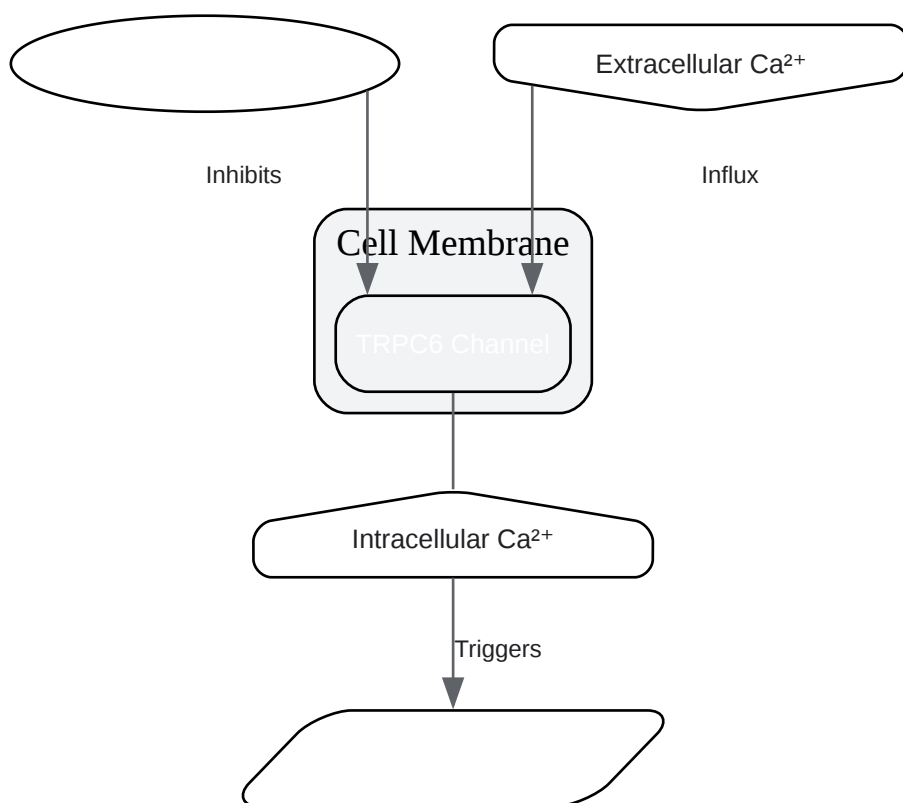 Extracellular Ca²⁺
Inhibits
Influx
Cell Membrane
TRPC6 Channel
Intracellular Ca²⁺
Triggers